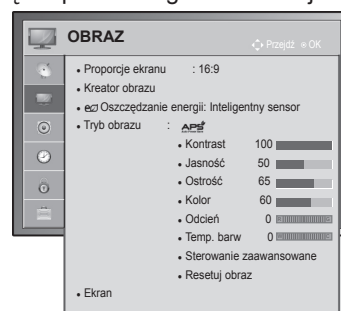 OBRAZ
Przejdź OK
• Proporcje ekranu : 16:9
• Kreator obrazu
• Oszczędzanie energii: Inteligentny sensor
• Tryb obrazu : APS
• Kontrast 100
• Jasność 50
• Ostrość 65
• Kolor 60
• Odcień 0
• Temp. barw 0
• Sterowanie zaawansowane
• Resetuj obraz
• Ekran